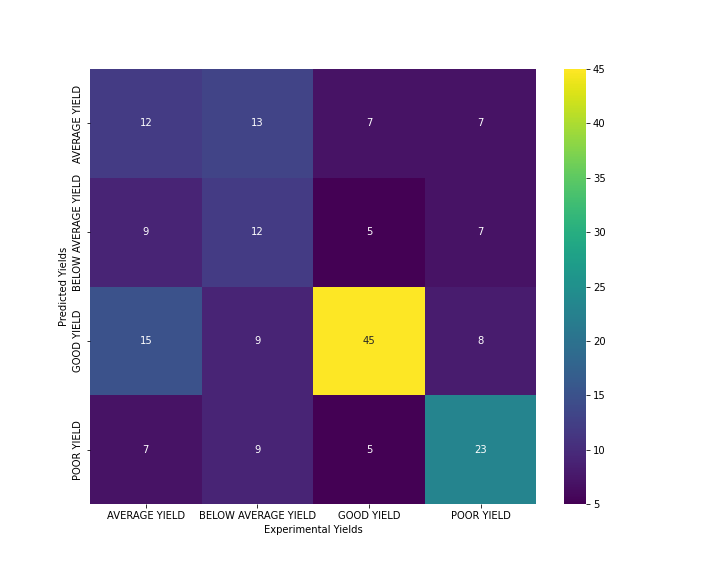 AVERAGE YIELD
BELOW AVERAGE YIELD
GOOD YIELD
POOR YIELD
Predicted Yields
12 13 7 7
9 12 5 7
15 9 45 8
7 9 5 23
AVERAGE YIELD BELOW AVERAGE YIELD GOOD YIELD POOR YIELD
Experimental Yields
45
40
35
30
25
20
15
10
5